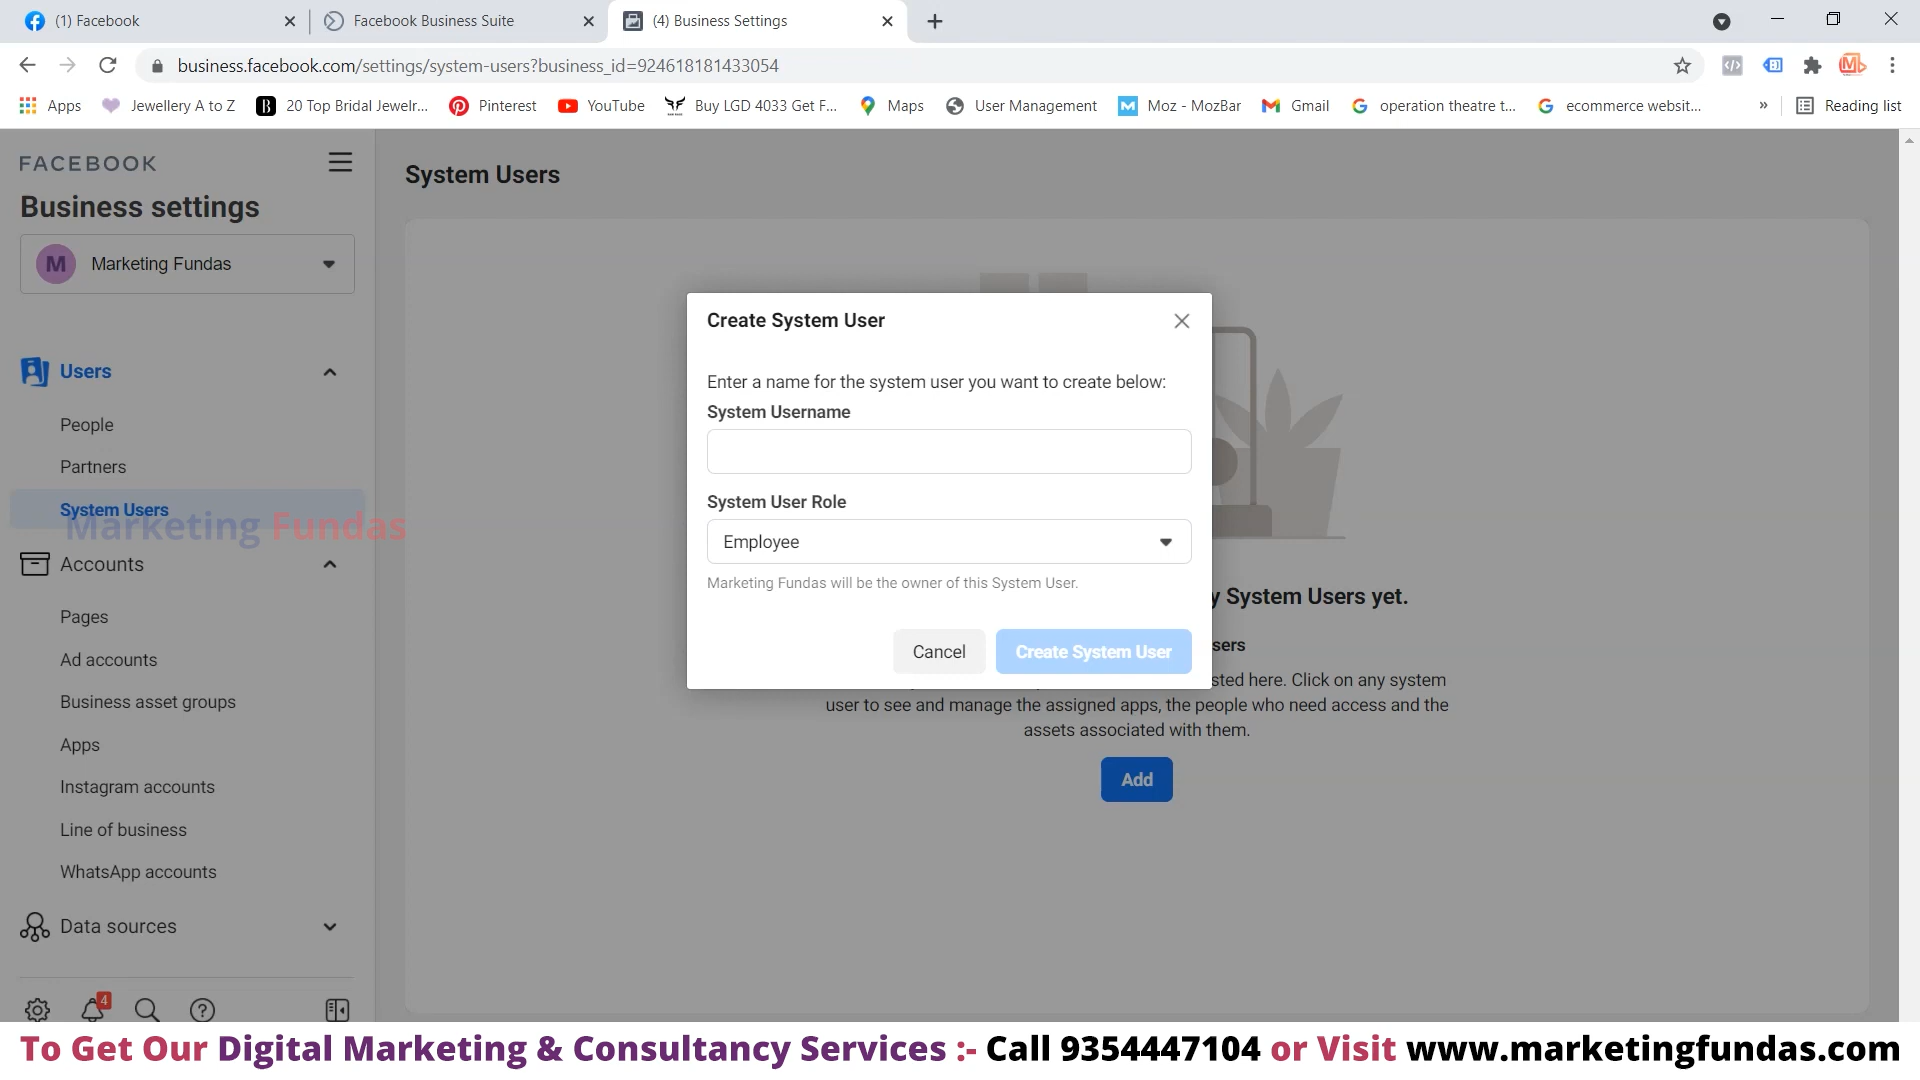 (1) Facebook
Facebook Business Suite
(4) Business Settings
business.facebook.com/settings/system-users?business_id=924618181433054
Apps
Jewellery A to Z
20 Top Bridal Jewelr...
Pinterest
YouTube
Buy LGD 4033 Get F...
Maps
User Management
Moz - MozBar
Gmail
operation theatre t...
ecommerce websit...
»
Reading list
FACEBOOK
Business settings
M
Marketing Fundas
Users
People
Partners
System Users
Marketing Fundas
Accounts
Pages
Ad accounts
Business asset groups
Apps
Instagram accounts
Line of business
WhatsApp accounts
Data sources
4
System Users
Create System User
Enter a name for the system user you want to create below:
System Username
System User Role
Employee
Marketing Fundas will be the owner of this System User.
Cancel
Create System User
y System Users yet.
sers
sted here. Click on any system
user to see and manage the assigned apps, the people who need access and the
assets associated with them.
Add
To Get Our Digital Marketing & Consultancy Services :- Call 9354447104 or Visit www.marketingfundas.com